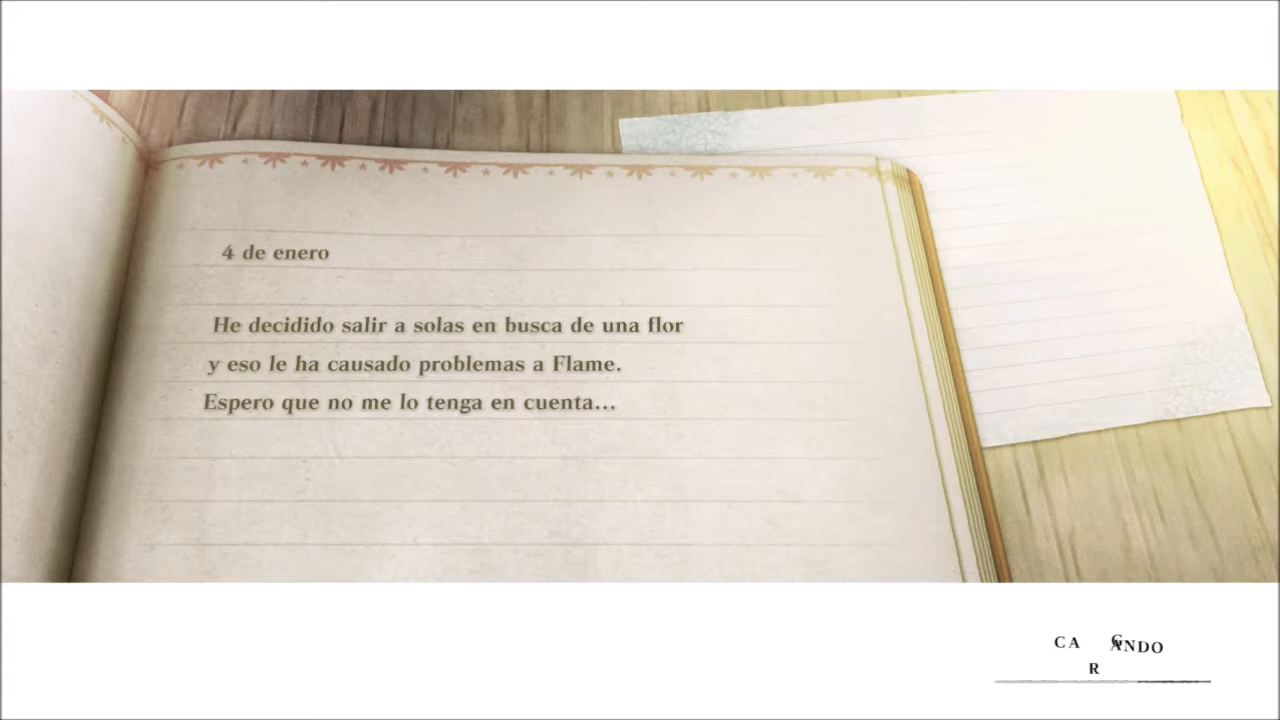 4 de enero
He decidido salir a solas en busca de una flor
y eso le ha causado problemas a Flame.
Espero que no me lo tenga en cuenta...
CARGANDO